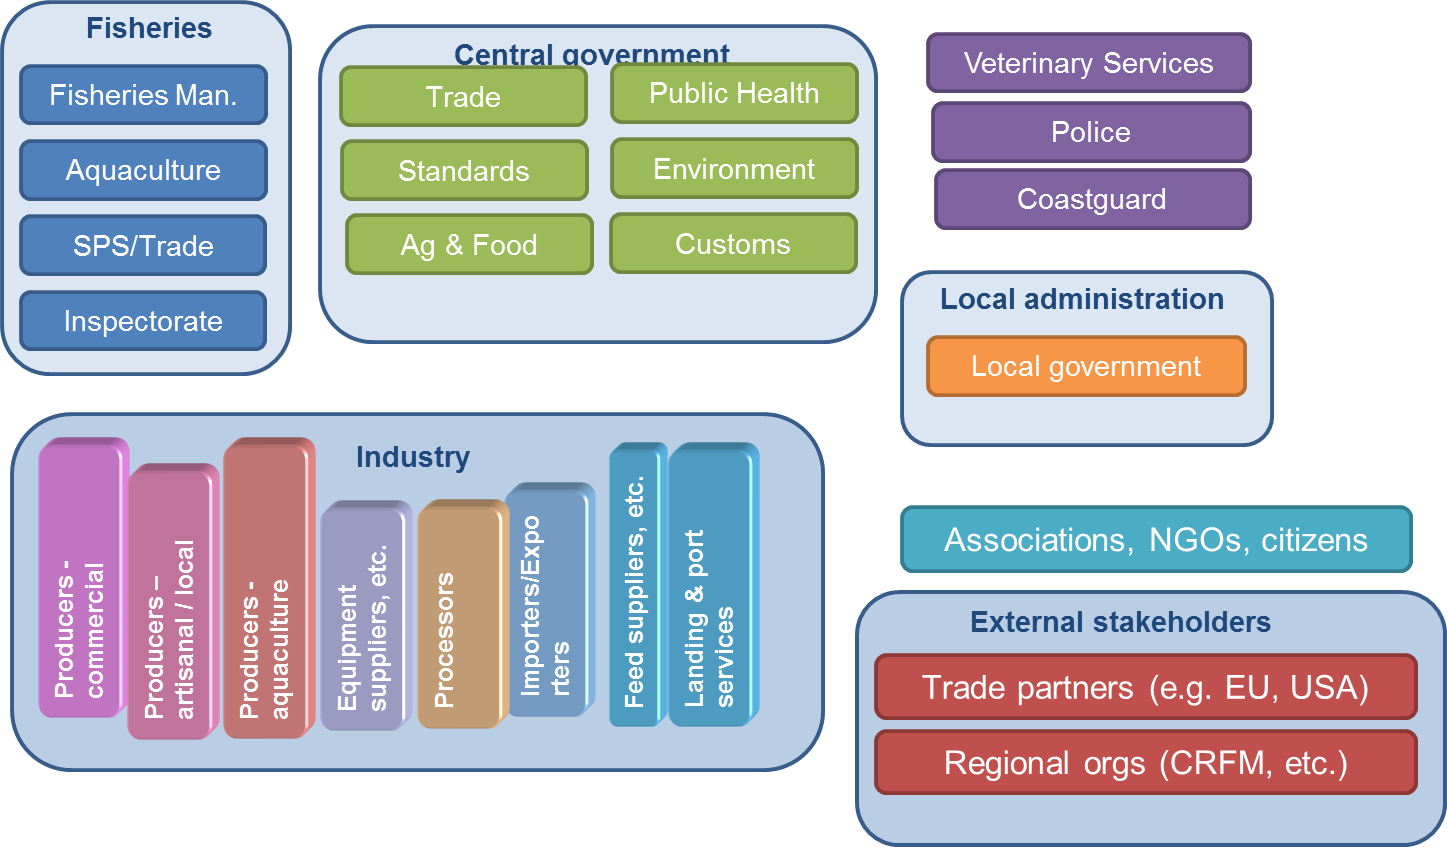 Fisheries
Fisheries Man.
Aquaculture
SPS/Trade
Inspectorate
Central government
Trade
Public Health
Standards
Environment
Ag & Food
Customs
Veterinary Services
Police
Coastguard
Local administration
Local government
Industry
Producers -
commercial
Producers –
artisanal / local
Producers -
aquaculture
Equipment
suppliers, etc.
Processors
Importers/Expo
rters
Feed suppliers, etc.
Landing & port
services
Associations, NGOs, citizens
External stakeholders
Trade partners (e.g. EU, USA)
Regional orgs (CRFM, etc.)